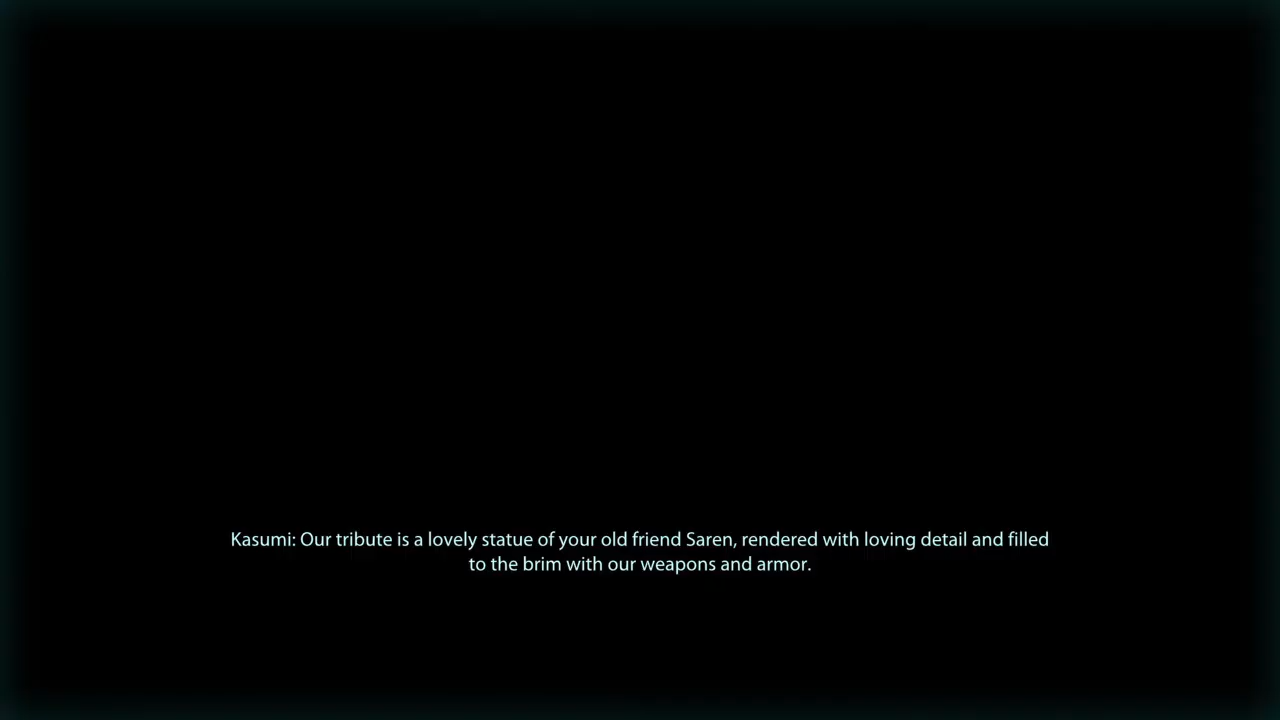 Kasumi: Our tribute is a lovely statue of your old friend Saren, rendered with loving detail and filled
to the brim with our weapons and armor.